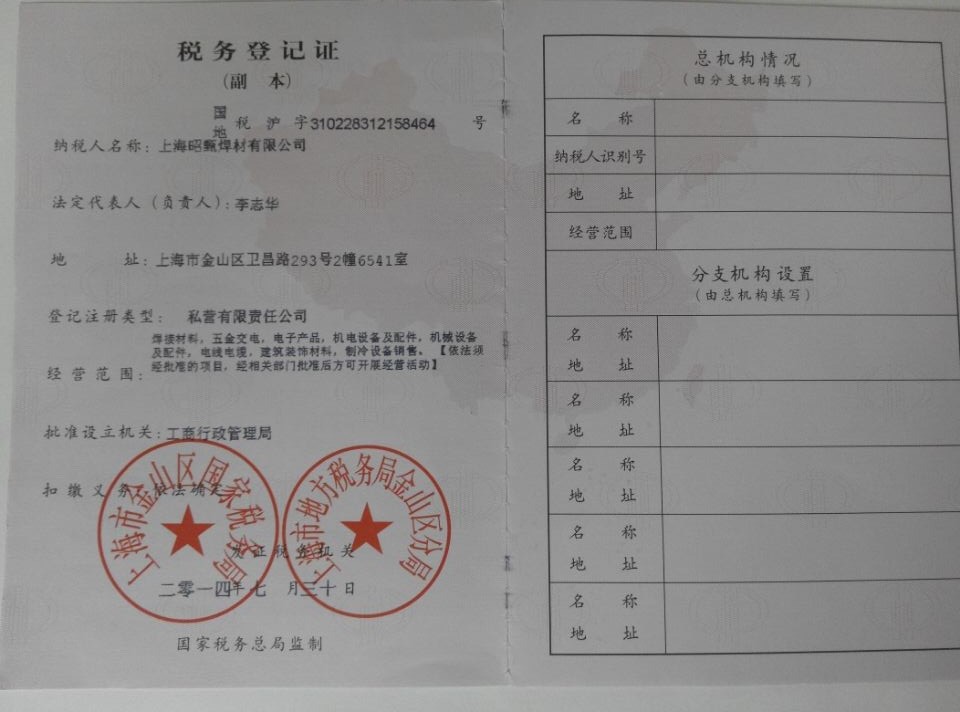 税务登记证
(副 本)
国
地 税 沪 字310228312158464 号
纳税人名称：上海昭甄焊材有限公司
法定代表人（负责人）：李志华
地 址：上海市金山区卫昌路293号2幢6541室
登记注册类型： 私营有限责任公司
焊接材料，五金交电，电子产品，机电设备及配件，机械设备
及配件，电线电缆，建筑装饰材料，制冷设备销售。【依法须
经批准的项目，经相关部门批准后方可开展经营活动】
经营范围：
批准设立机关：工商行政管理局
扣缴义务：依法确定
上海市金山区国家税务局
上海市地方税务局金山区分局
发证税务机关
二零一四年七 月三十日
国家税务总局监制
总机构情况
(由分支机构填写)
名 称
纳税人识别号
地 址
经营范围
分支机构设置
(由总机构填写)
名 称
地 址
名 称
地 址
名 称
地 址
名 称
地 址
名 称
地 址